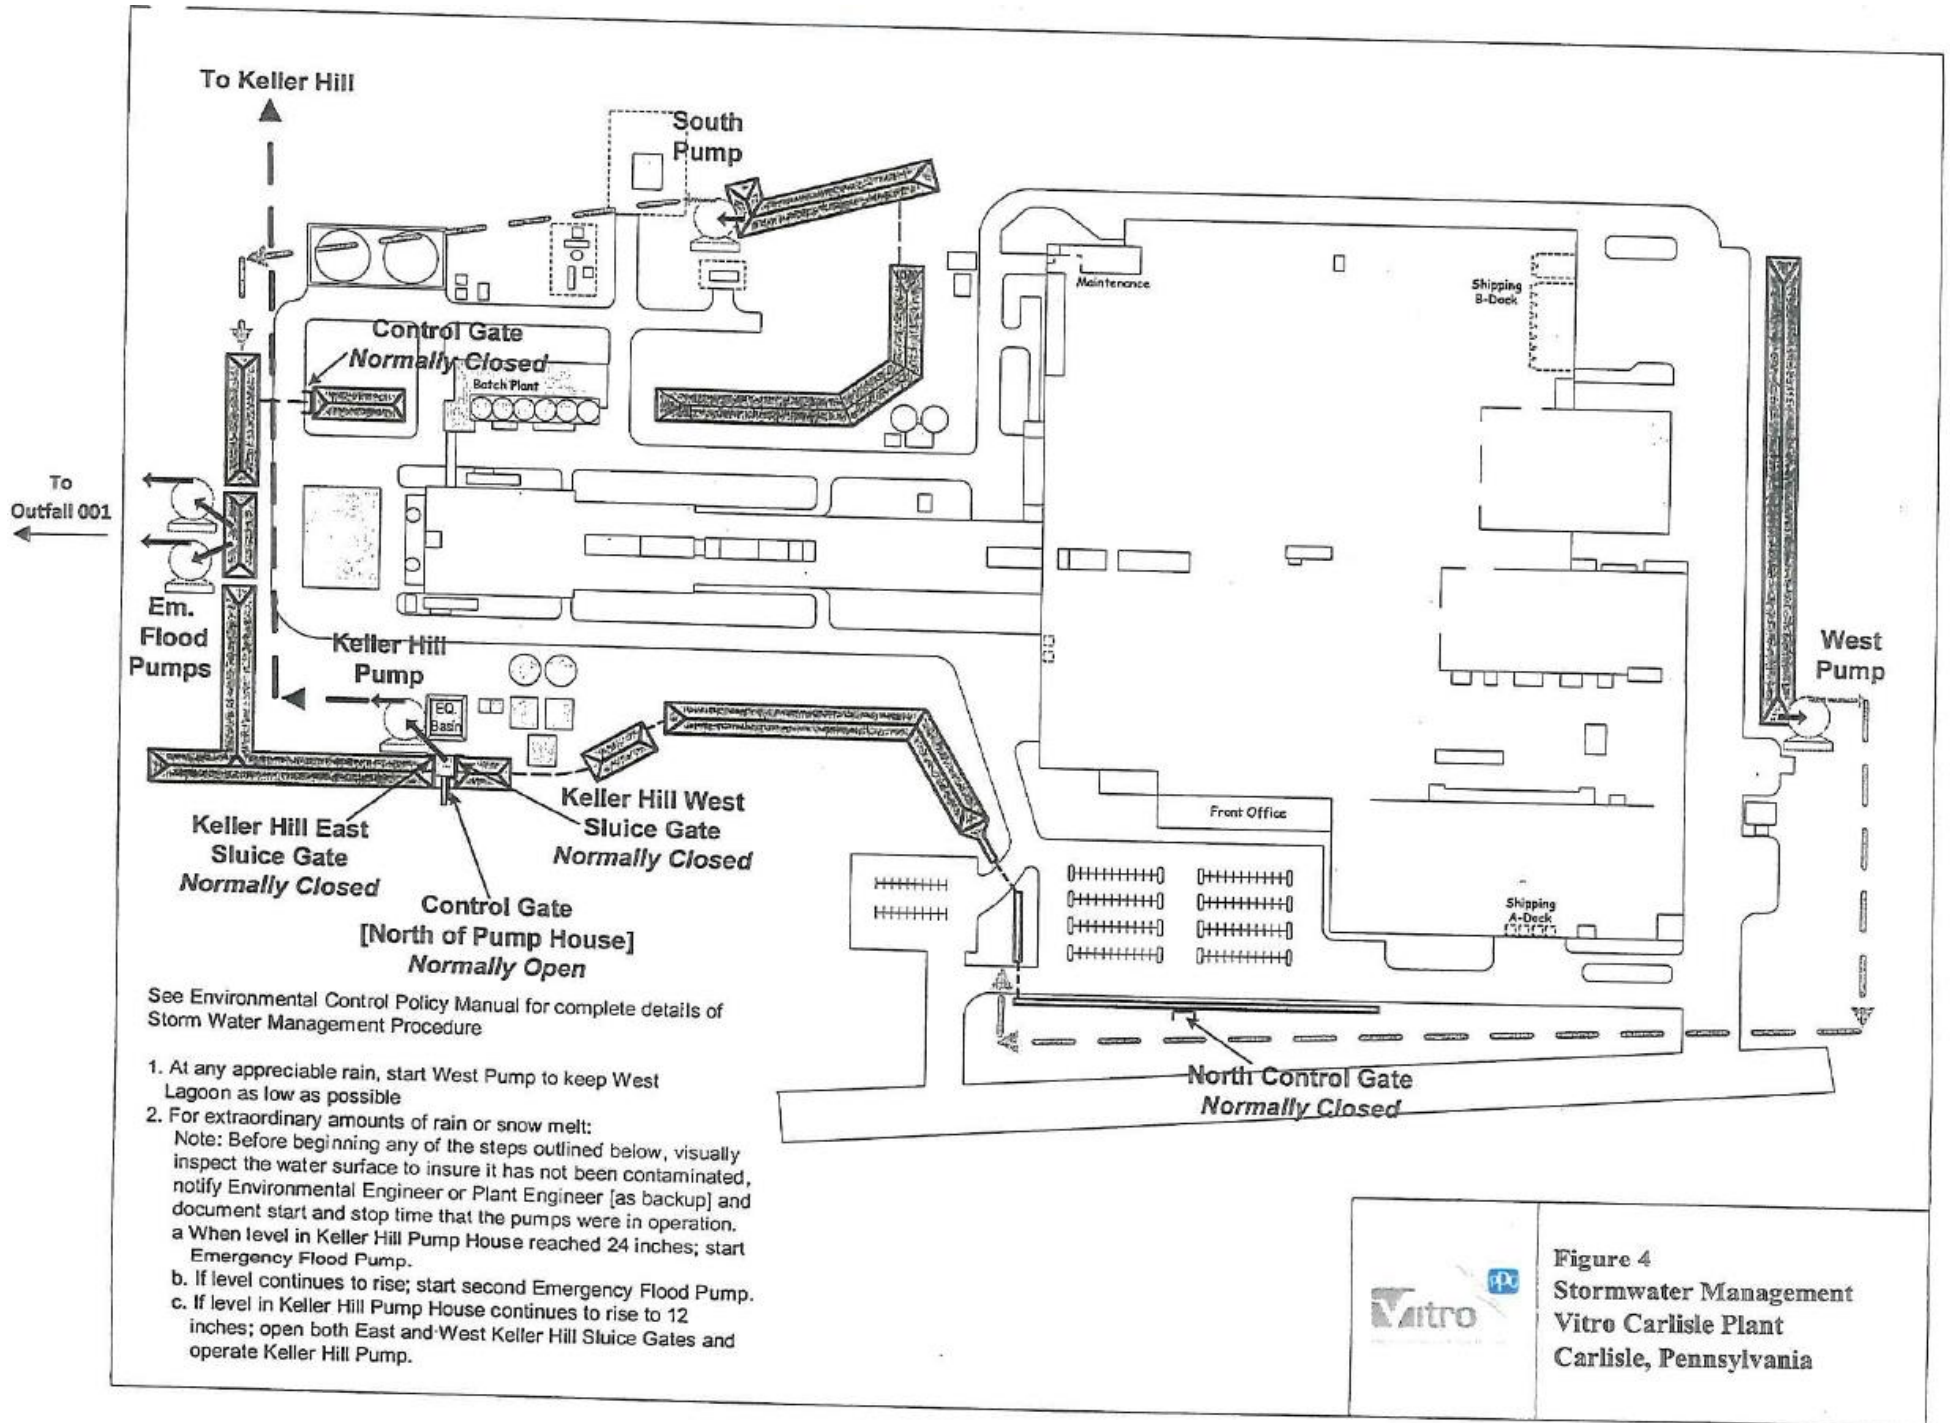 To Keller Hill
South
Pump
Maintenance
Shipping
B-Dock
Control Gate
Normally Closed
Batch Plant
To
Outfall 001
Em.
Flood
Pumps
Keller Hill
Pump
EQ.
Basin
West
Pump
Keller Hill West
Sluice Gate
Normally Closed
Front Office
Keller Hill East
Sluice Gate
Normally Closed
Control Gate
[North of Pump House]
Normally Open
Shipping
A-Dock
North Control Gate
Normally Closed
See Environmental Control Policy Manual for complete details of
Storm Water Management Procedure
1. At any appreciable rain, start West Pump to keep West
Lagoon as low as possible
2. For extraordinary amounts of rain or snow melt:
Note: Before beginning any of the steps outlined below, visually
inspect the water surface to insure it has not been contaminated,
notify Environmental Engineer or Plant Engineer [as backup] and
document start and stop time that the pumps were in operation.
a When level in Keller Hill Pump House reached 24 inches; start
Emergency Flood Pump.
b. If level continues to rise; start second Emergency Flood Pump.
c. If level in Keller Hill Pump House continues to rise to 12
inches; open both East and West Keller Hill Sluice Gates and
operate Keller Hill Pump.
Vitro
ppg
Figure 4
Stormwater Management
Vitro Carlisle Plant
Carlisle, Pennsylvania